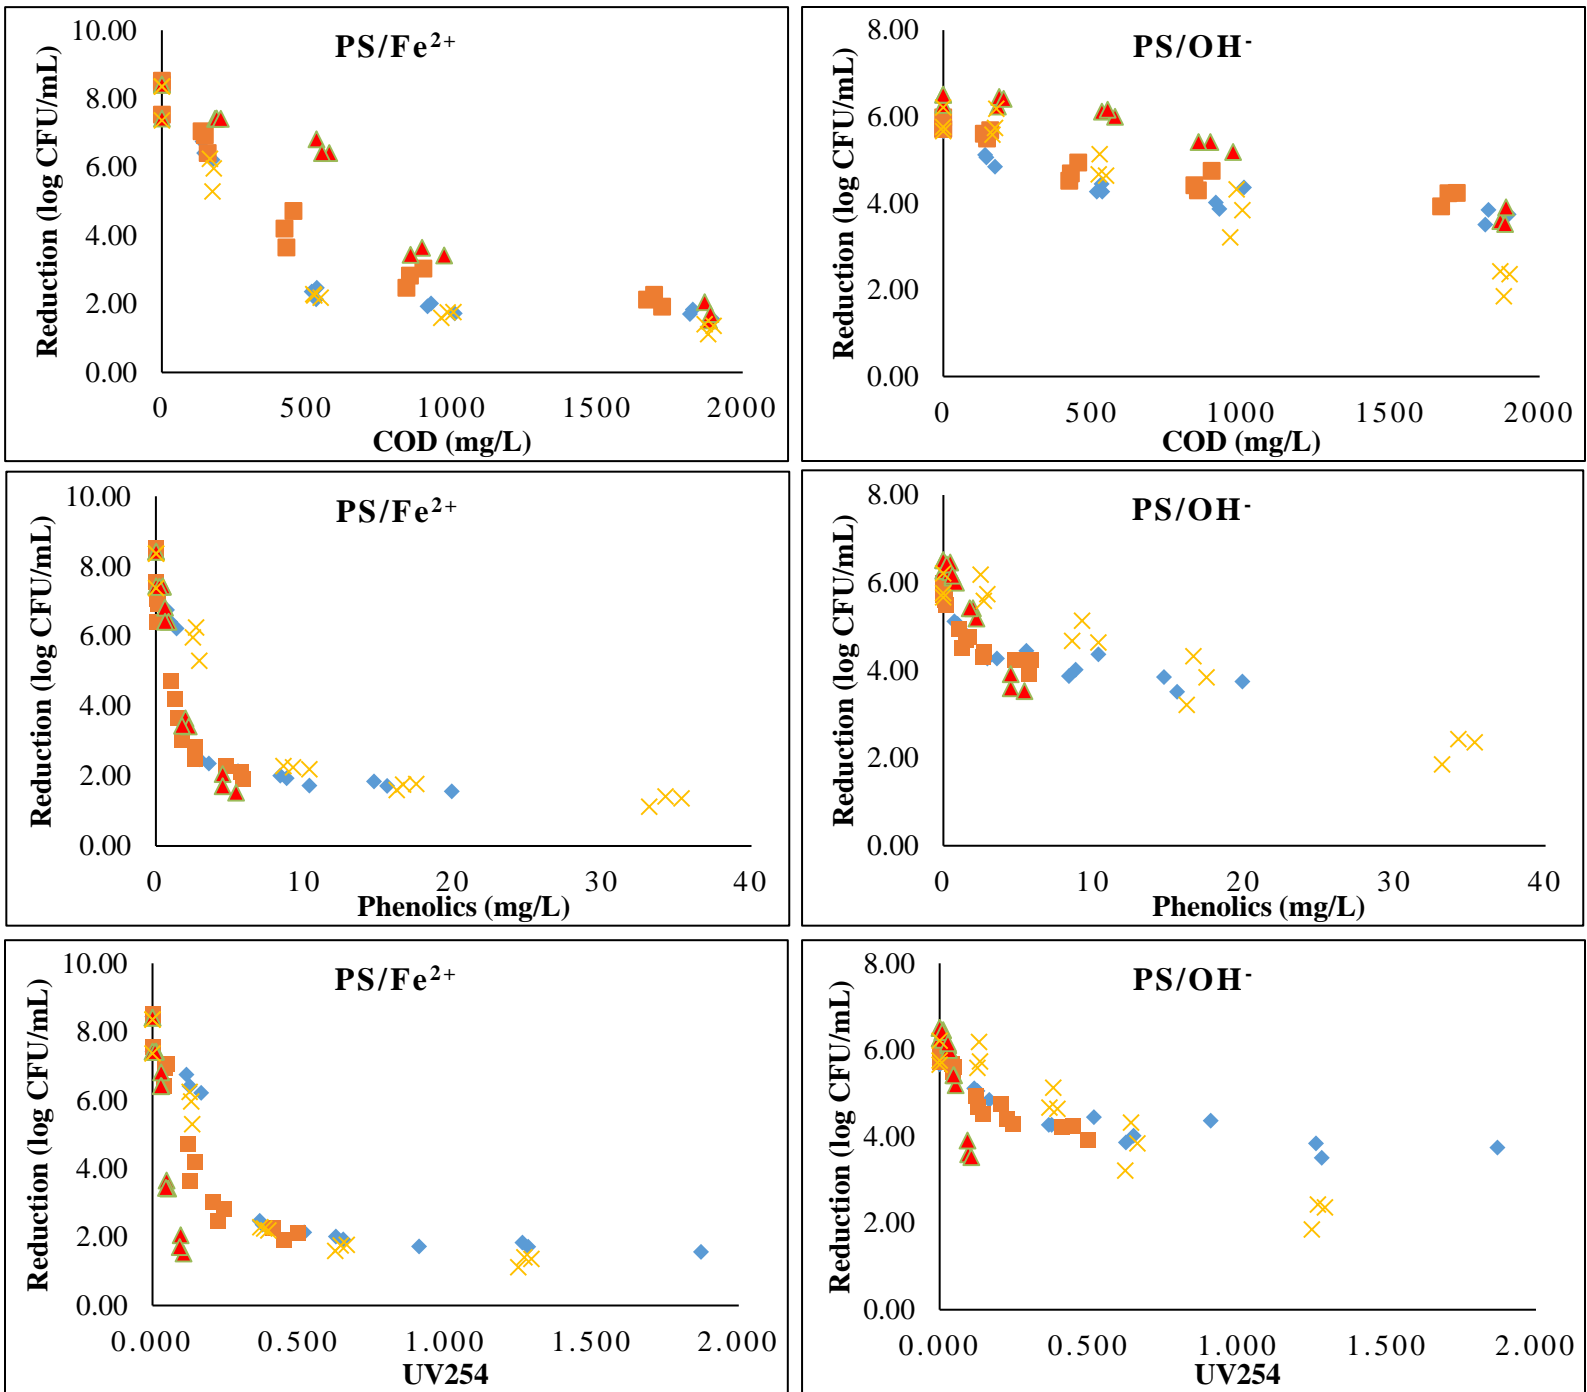 PS/Fe²⁺
Reduction (log CFU/mL)
10.00
8.00
6.00
4.00
2.00
0.00
0 500 1000 1500 2000
COD (mg/L)
PS/OH⁻
Reduction (log CFU/mL)
8.00
6.00
4.00
2.00
0.00
0 500 1000 1500 2000
COD (mg/L)
PS/Fe²⁺
Reduction (log CFU/mL)
10.00
8.00
6.00
4.00
2.00
0.00
0 10 20 30 40
Phenolics (mg/L)
PS/OH⁻
Reduction (log CFU/mL)
8.00
6.00
4.00
2.00
0.00
0 10 20 30 40
Phenolics (mg/L)
PS/Fe²⁺
Reduction (log CFU/mL)
10.00
8.00
6.00
4.00
2.00
0.00
0.000 0.500 1.000 1.500 2.000
UV254
PS/OH⁻
Reduction (log CFU/mL)
8.00
6.00
4.00
2.00
0.00
0.000 0.500 1.000 1.500 2.000
UV254